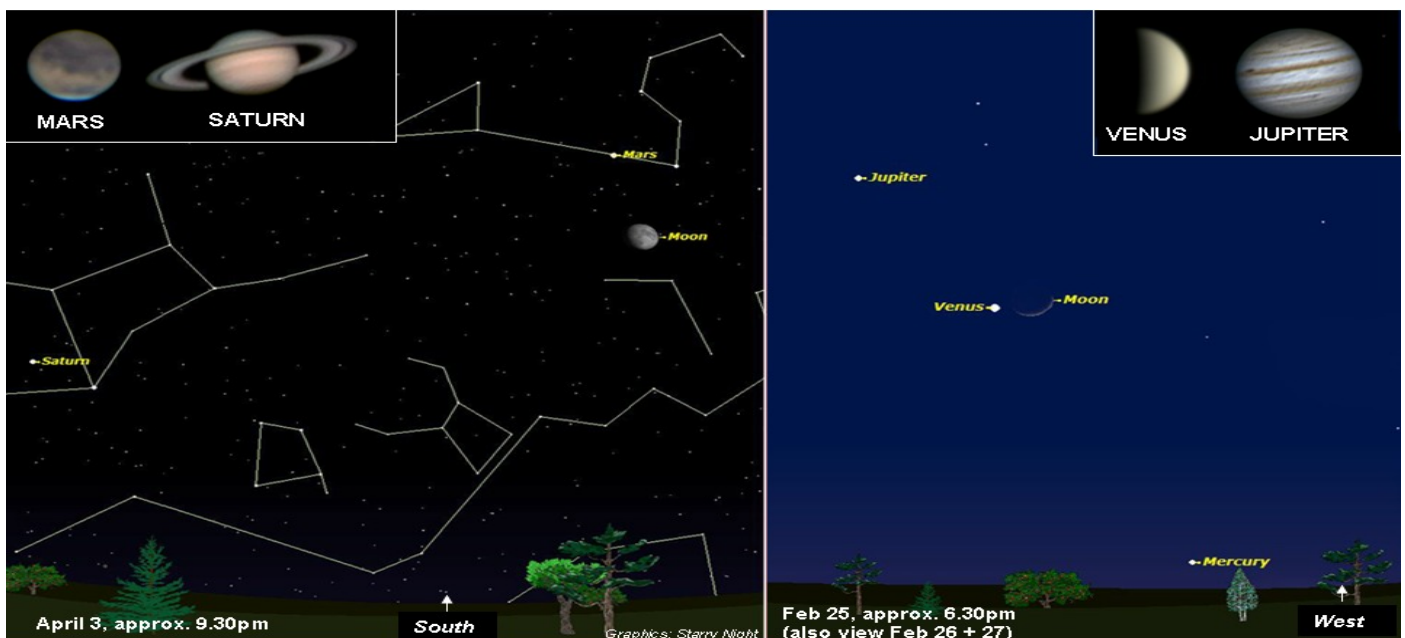 MARS
SATURN
Mars
Moon
Saturn
April 3, approx. 9.30pm
South
Graphics: Starry Night
VENUS
JUPITER
Jupiter
Venus
Moon
Mercury
Feb 25, approx. 6.30pm
(also view Feb 26 + 27)
West